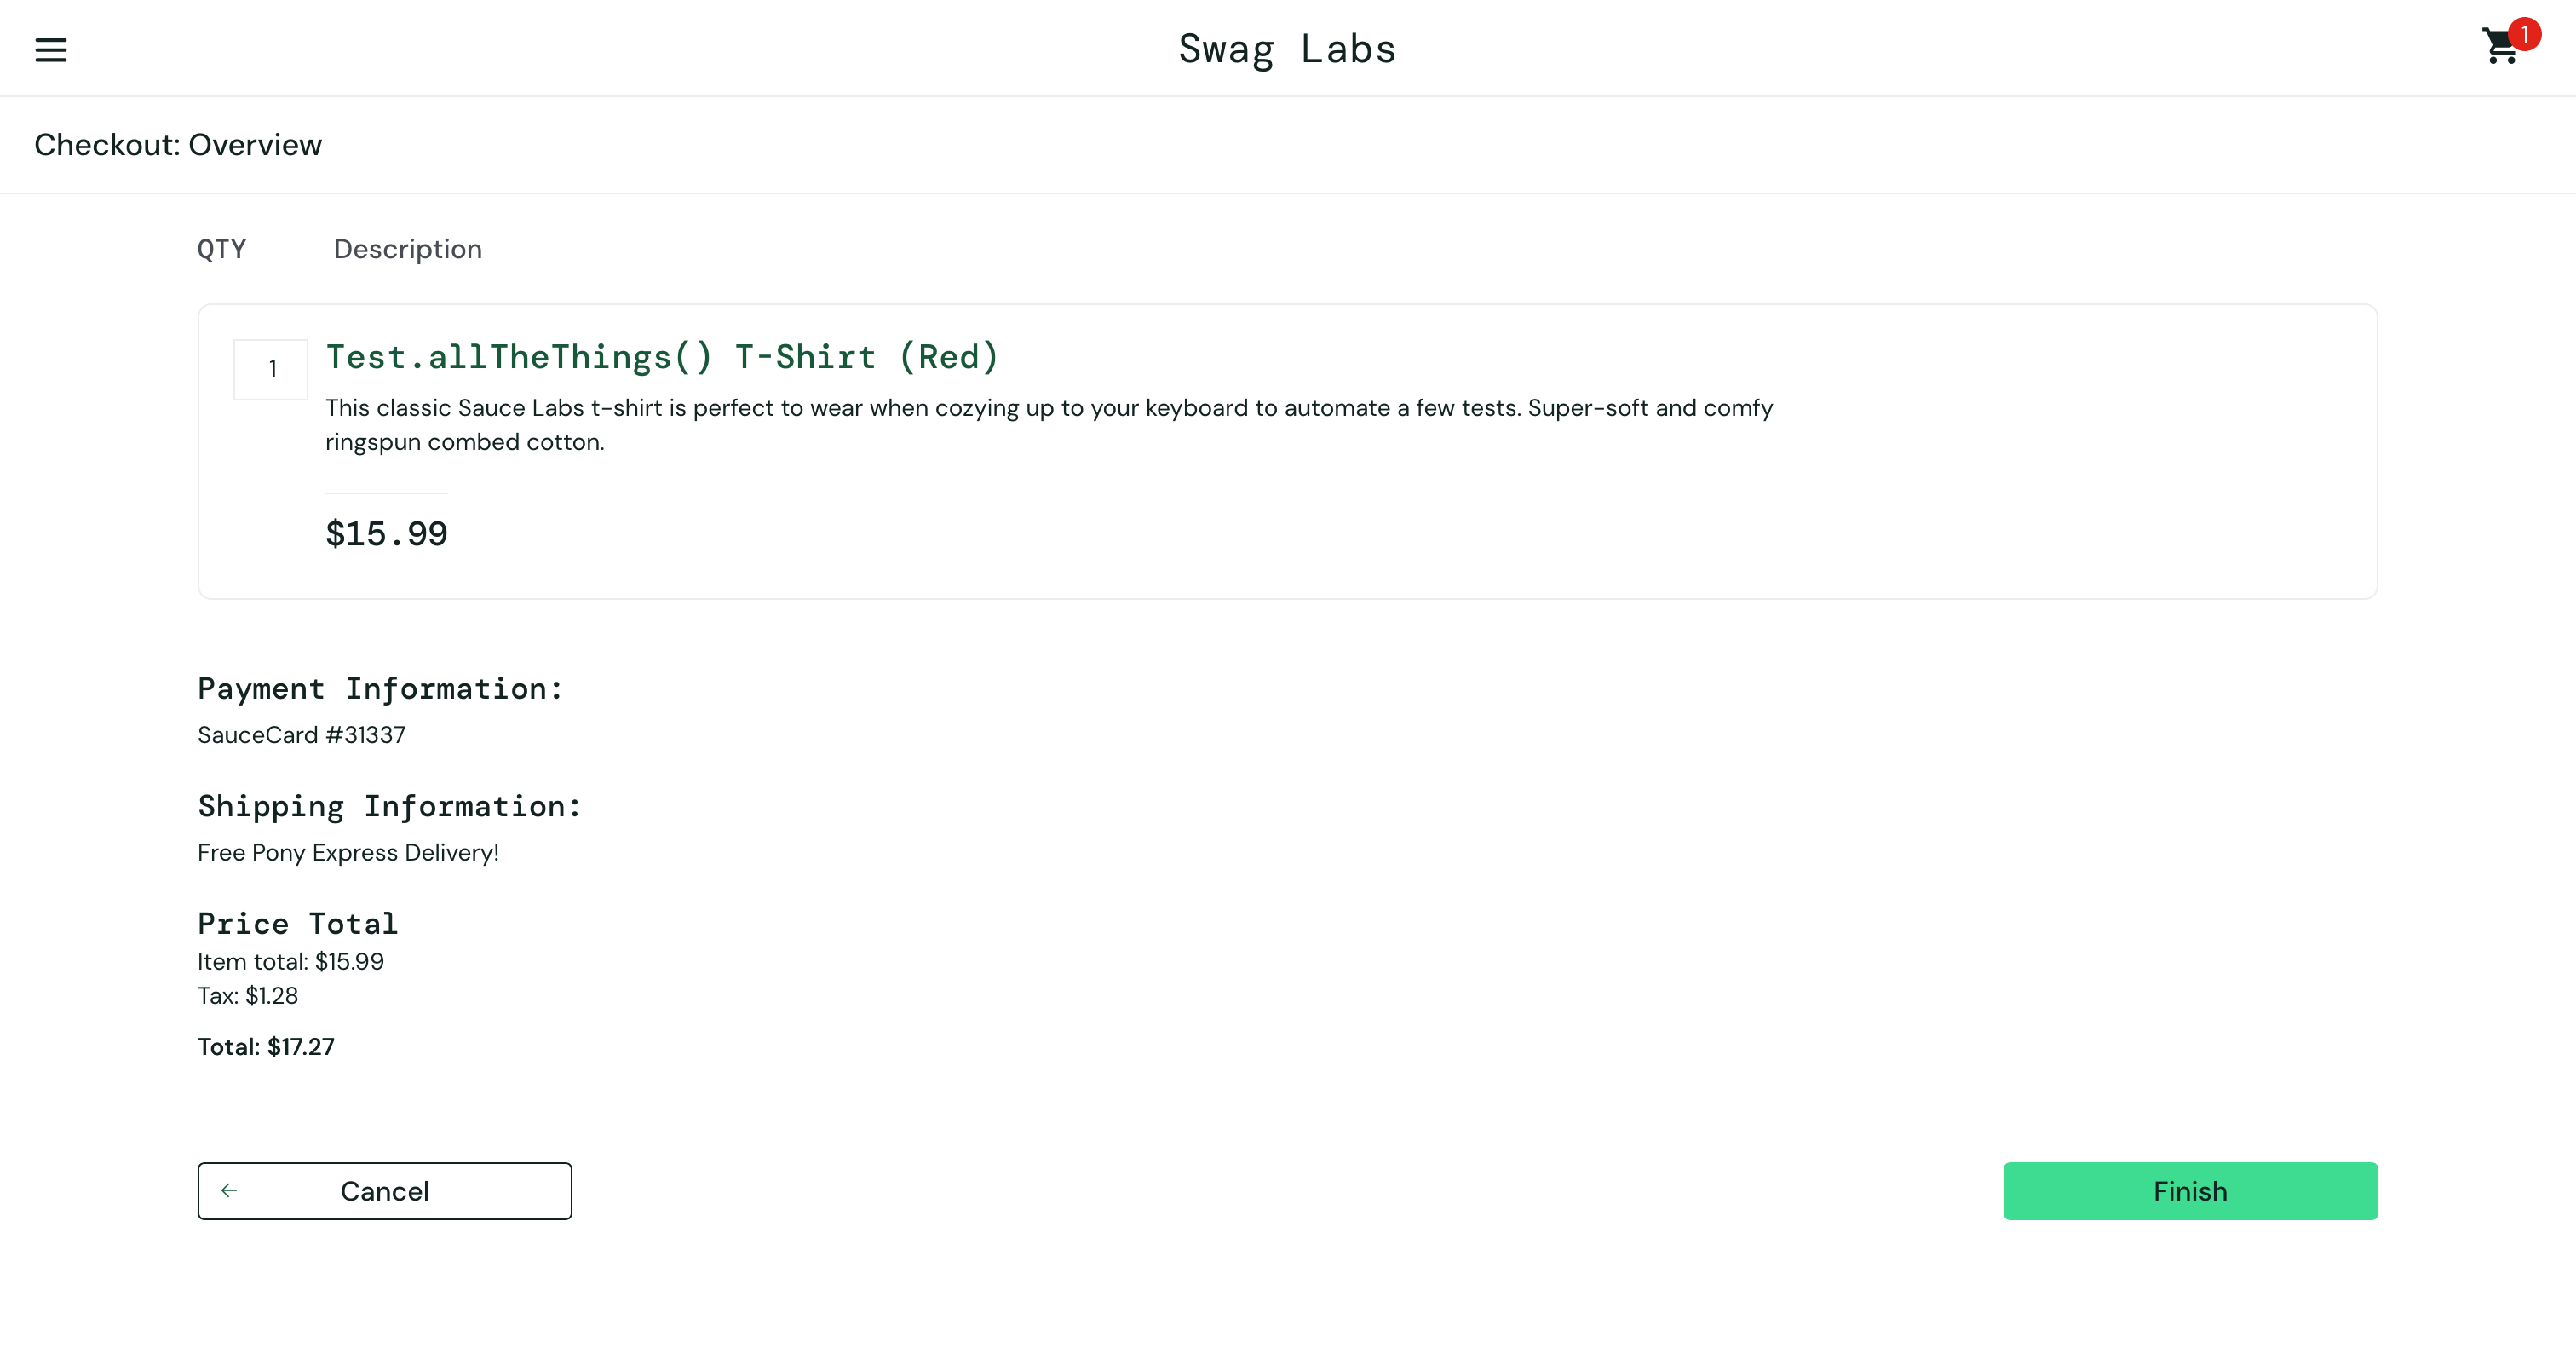 Swag Labs
1
Checkout: Overview
QTY Description
1
Test.allTheThings() T-Shirt (Red)
This classic Sauce Labs t-shirt is perfect to wear when cozying up to your keyboard to automate a few tests. Super-soft and comfy
ringspun combed cotton.
$15.99
Payment Information:
SauceCard #31337
Shipping Information:
Free Pony Express Delivery!
Price Total
Item total: $15.99
Tax: $1.28
Total: $17.27
Cancel
Finish